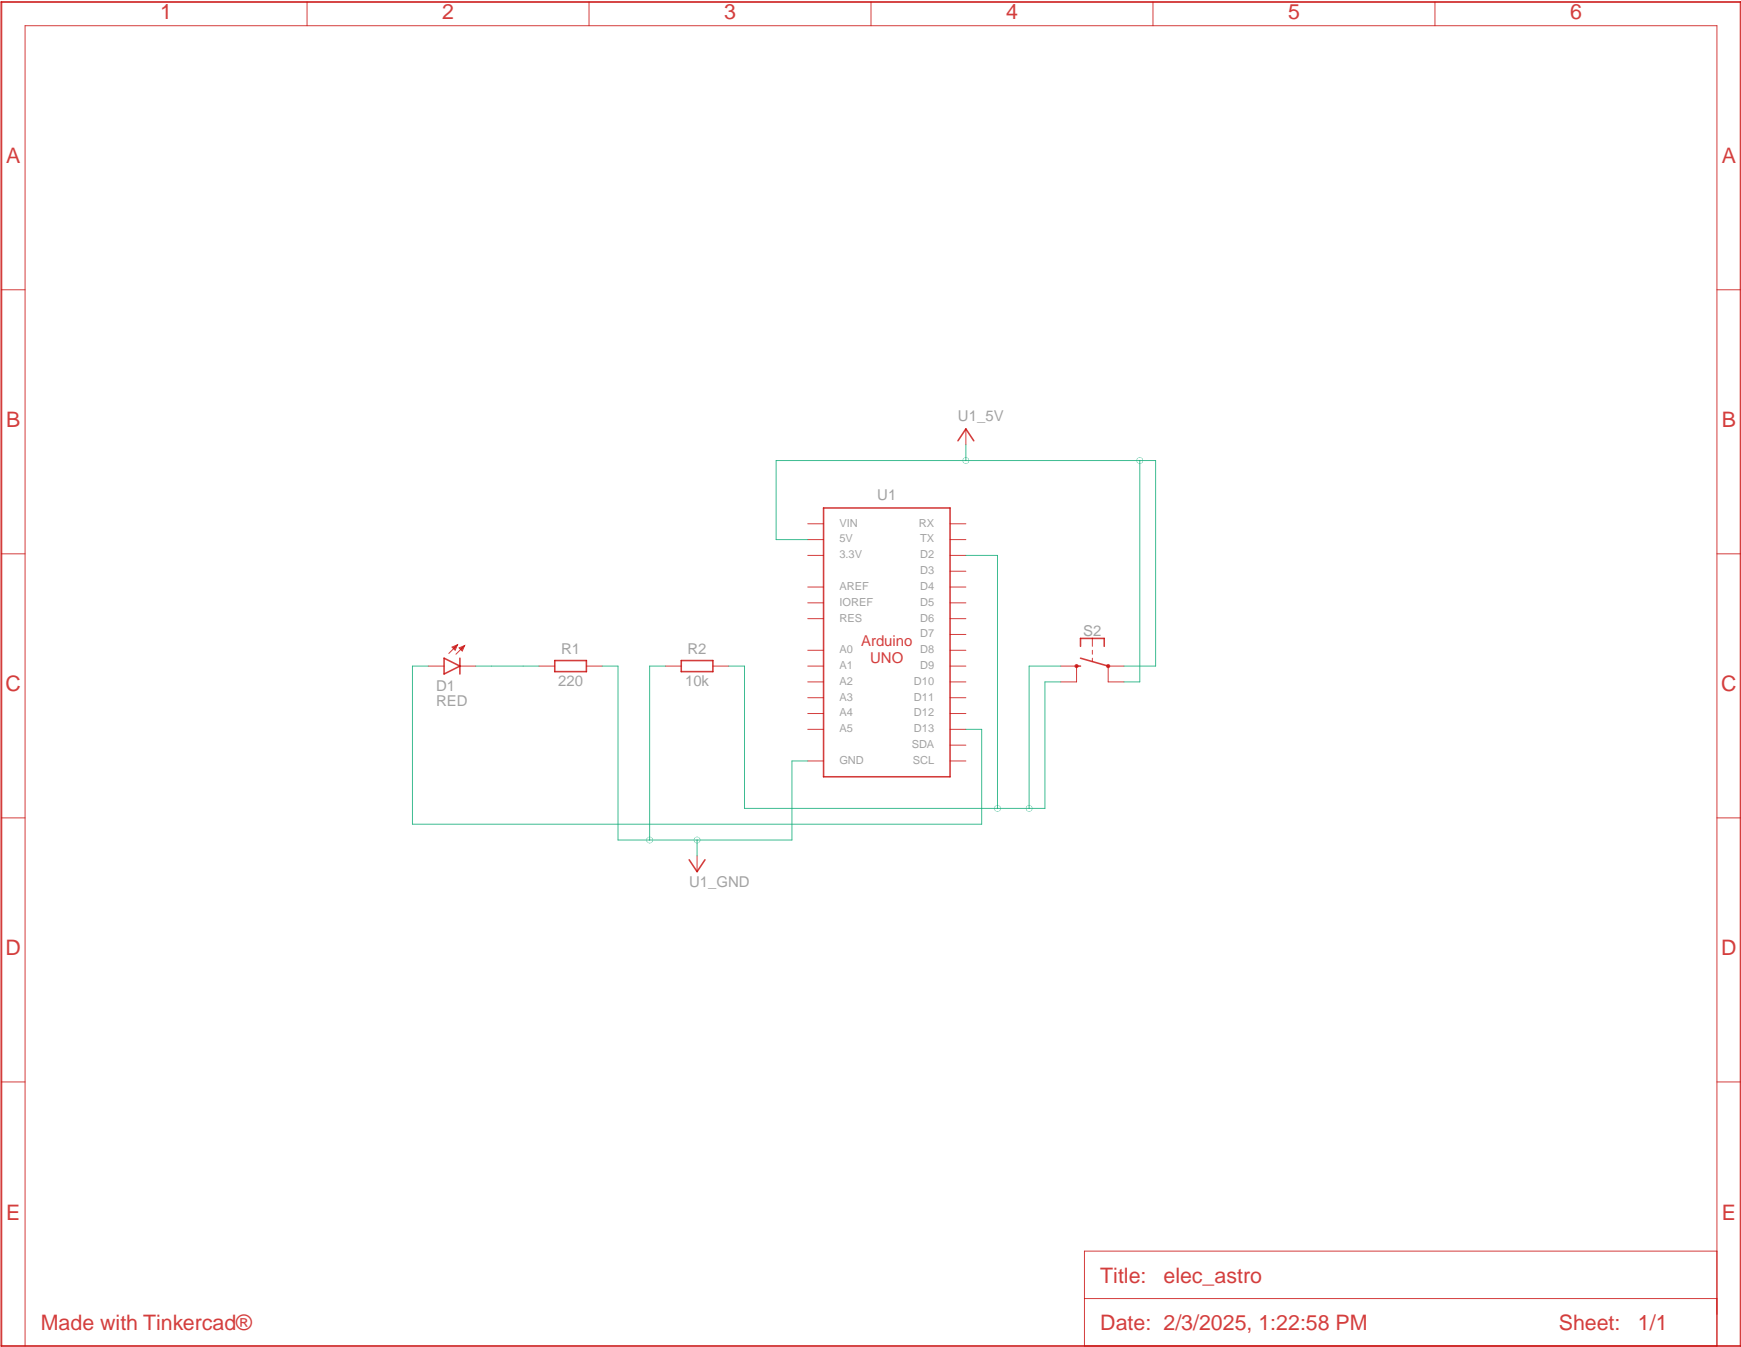 1 2 3 4 5 6
A A
B B
U1_5V
U1
VIN RX
5V TX
3.3V D2
D3
AREF D4
IOREF D5
RES D6
D7
Arduino
UNO
A0 D8
A1 D9
A2 D10
A3 D11
A4 D12
A5 D13
SDA
GND SCL
S2
R1
220
R2
10k
D1
RED
C C
U1_GND
D D
E E
Title: elec_astro
Date: 2/3/2025, 1:22:58 PM Sheet: 1/1
Made with Tinkercad®